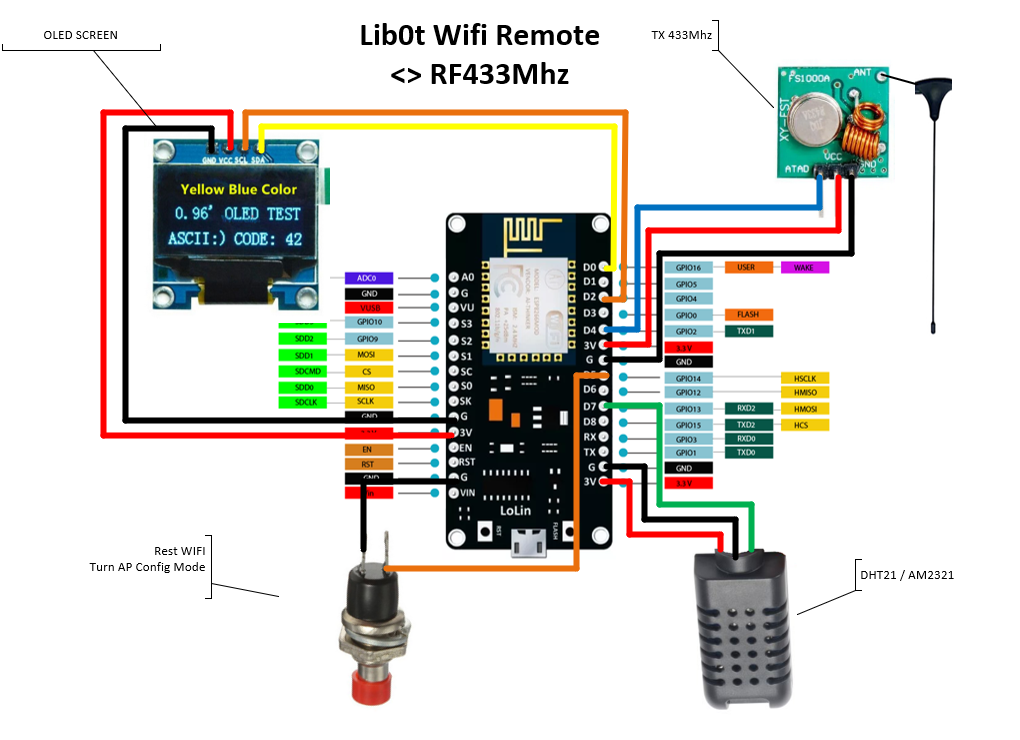 Lib0t Wifi Remote
<> RF433Mhz
OLED SCREEN
TX 433Mhz
GND VCC SCL SDA
Yellow Blue Color
0.96' OLED TEST
ASCII:) CODE: 42
FS1000A
ANT
XY-FST
VCC
GND
ATAD
ADC0
GND
VUSB
GPIO10
SDD2 GPIO9
SDD1 MOSI
SDCMD CS
SDD0 MISO
SDCLK SCLK
GND
EN
RST
GND
Vin
A0
G
VU
S3
S2
S1
SC
S0
SK
G
3V
EN
RST
G
VIN
D0
D1
D2
D3
D4
3V
G
D5
D6
D7
D8
RX
TX
G
3V
LoLin
RST
FLASH
GPIO16 USER WAKE
GPIO5
GPIO4
GPIO0 FLASH
GPIO2 TXD1
3.3 V
GND
GPIO14 HSCLK
GPIO12 HMISO
GPIO13 RXD2 HMOSI
GPIO15 TXD2 HCS
GPIO3 RXD0
GPIO1 TXD0
GND
3.3 V
Rest WIFI
Turn AP Config Mode
DHT21 / AM2321